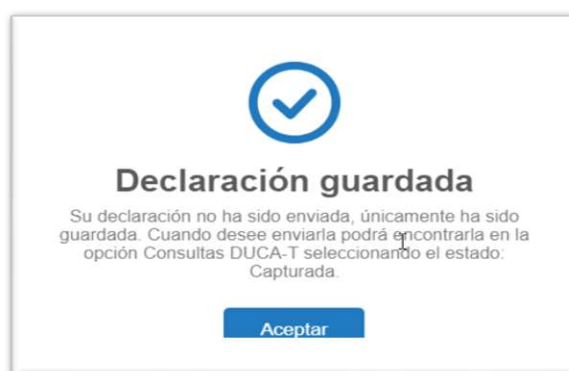 Declaración guardada
Su declaración no ha sido enviada, únicamente ha sido
guardada. Cuando desee enviarla podrá encontrarla en la
opción Consultas DUCA-T seleccionando el estado:
Capturada.
Aceptar